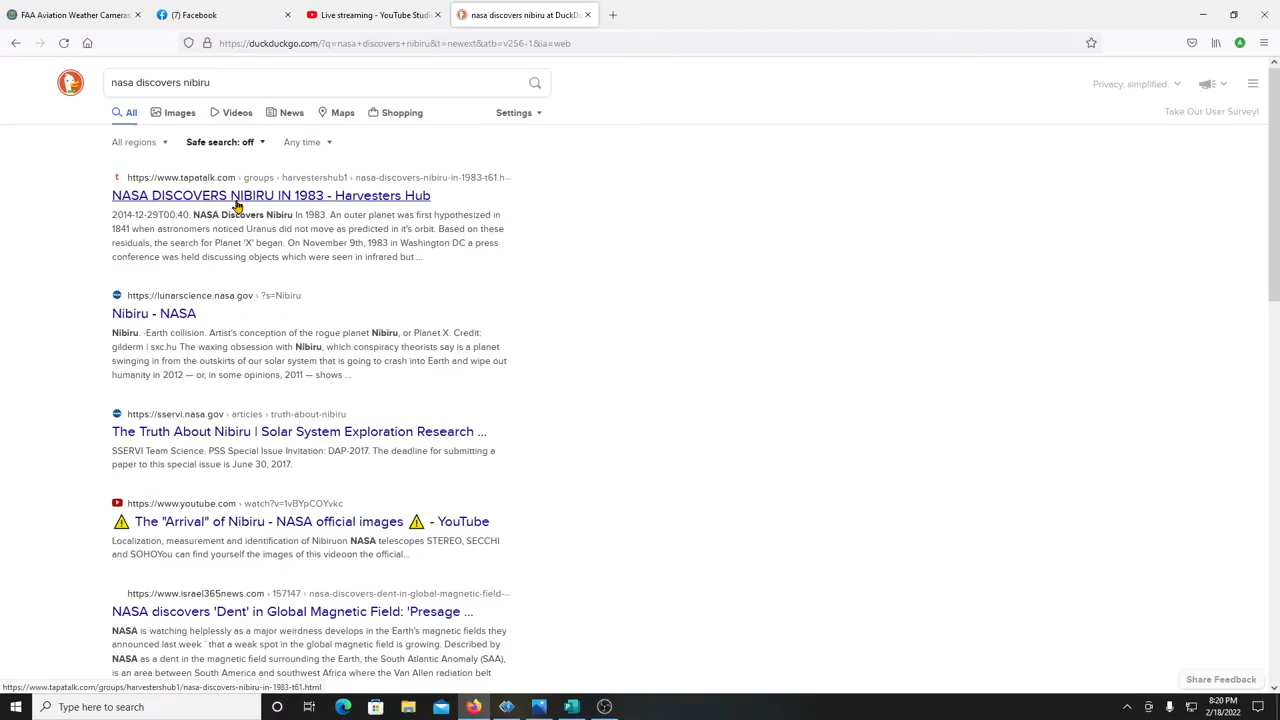 FAA Aviation Weather Cameras
(7) Facebook
Live streaming - YouTube Studi
nasa discovers nibiru at DuckDu
https://duckduckgo.com/?q=nasa+discovers+nibiru&t=newext&atb=v256-1&ia=web
nasa discovers nibiru
Privacy, simplified.
All Images Videos News Maps Shopping Settings
Take Our User Survey!
All regions Safe search: off Any time
https://www.tapatalk.com › groups › harvestershub1 › nasa-discovers-nibiru-in-1983-t61.h...
NASA DISCOVERS NIBIRU IN 1983 - Harvesters Hub
2014-12-29T00:40. NASA Discovers Nibiru In 1983. An outer planet was first hypothesized in
1841 when astronomers noticed Uranus did not move as predicted in it's orbit. Based on these
residuals, the search for Planet 'X' began. On November 9th, 1983 in Washington DC a press
conference was held discussing objects which were seen in infrared but ...
https://lunarscience.nasa.gov › ?s=Nibiru
Nibiru - NASA
Nibiru. -Earth collision. Artist's conception of the rogue planet Nibiru, or Planet X. Credit:
gilderm | sxc.hu The waxing obsession with Nibiru, which conspiracy theorists say is a planet
swinging in from the outskirts of our solar system that is going to crash into Earth and wipe out
humanity in 2012 — or, in some opinions, 2011 — shows ...
https://sservi.nasa.gov › articles › truth-about-nibiru
The Truth About Nibiru | Solar System Exploration Research ...
SSERVI Team Science. PSS Special Issue Invitation: DAP-2017. The deadline for submitting a
paper to this special issue is June 30, 2017.
https://www.youtube.com › watch?v=1vBYpCOYvkc
⚠ The "Arrival" of Nibiru - NASA official images ⚠ - YouTube
Localization, measurement and identification of Nibiruon NASA telescopes STEREO, SECCHI
and SOHOYou can find yourself the images of this videoon the official...
https://www.israel365news.com › 157147 › nasa-discovers-dent-in-global-magnetic-field-...
NASA discovers 'Dent' in Global Magnetic Field: 'Presage ...
NASA is watching helplessly as a major weirdness develops in the Earth's magnetic fields they
announced last week ` that a weak spot in the global magnetic field is growing. Described by
NASA as a dent in the magnetic field surrounding the Earth, the South Atlantic Anomaly (SAA),
is an area between South America and southwest Africa where the Van Allen radiation belt
Share Feedback
https://www.tapatalk.com/groups/harvestershub1/nasa-discovers-nibiru-in-1983-t61.html
Type here to search
8:20 PM
2/18/2022